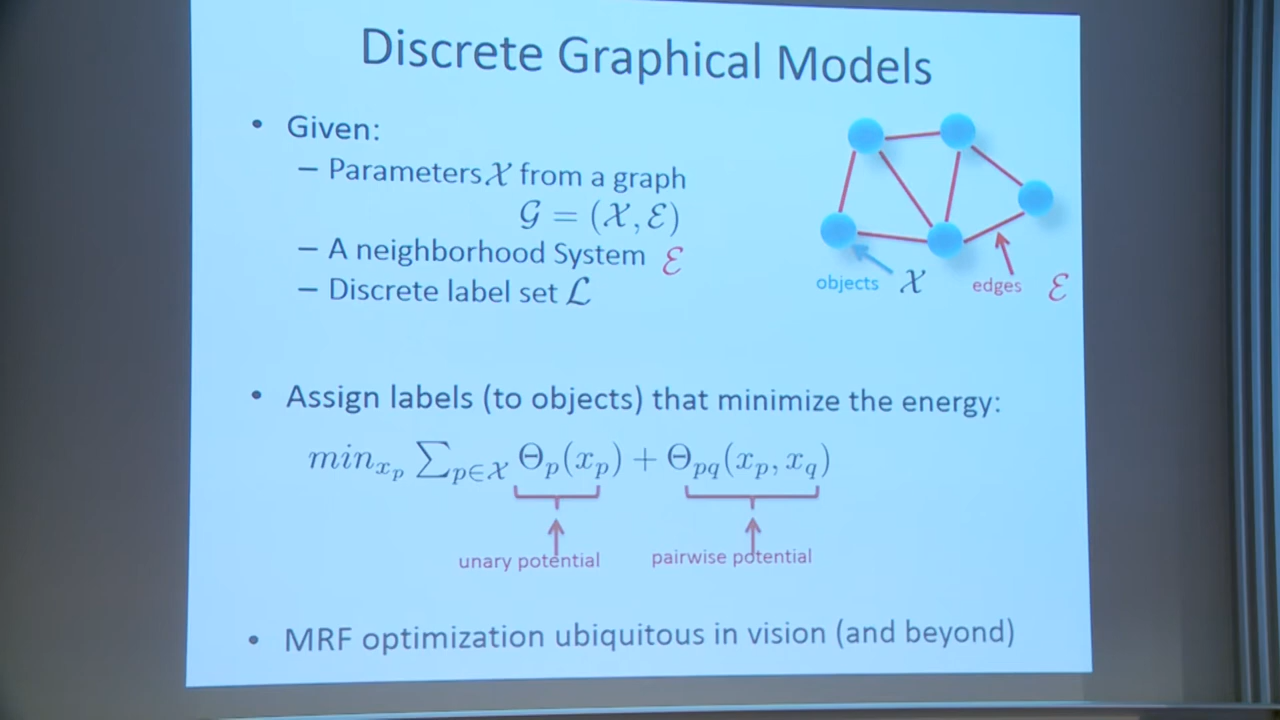 Discrete Graphical Models
• Given:
– Parameters 𝒳 from a graph
𝒢 = (𝒳, ℰ)
– A neighborhood System ℰ
– Discrete label set ℒ
objects 𝒳
edges ℰ
• Assign labels (to objects) that minimize the energy:
min_{x_p} ∑_{p∈𝒳} Θ_p(x_p) + Θ_{pq}(x_p, x_q)
unary potential
pairwise potential
• MRF optimization ubiquitous in vision (and beyond)